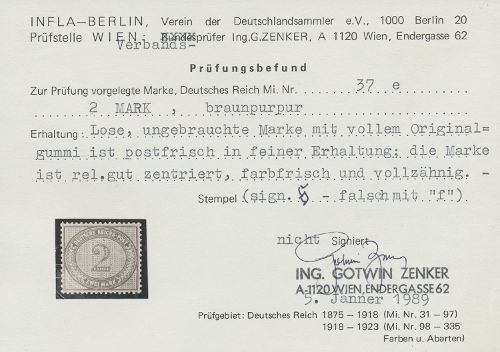 INFLA—BERLIN, Verein der Deutschlandsammler e.V., 1000 Berlin 20
Prüfstelle WIEN: Bundesprüfer Ing.G.ZENKER, A 1120 Wien, Endergasse 62
Verbands-
Prüfungsbefund
Zur Prüfung vorgelegte Marke, Deutsches Reich Mi. Nr. 37 e
2 MARK , braunpurpur
Erhaltung: Lose, ungebrauchte Marke mit vollem Original=
gummi ist postfrisch in feiner Erhaltung; die Marke
ist rel.gut zentriert, farbfrisch und vollzähnig. -
Stempel (sign. - falsch mit "f")
nicht Signiert
2
ZWEI MARK
ING. GOTWIN ZENKER
A-1120 WIEN, ENDERGASSE 62
5. Jänner 1989
Prüfgebiet: Deutsches Reich 1875 – 1918 (Mi. Nr. 31 – 97)
1918 – 1923 (Mi. Nr. 98 – 335
Farben u. Abarten)